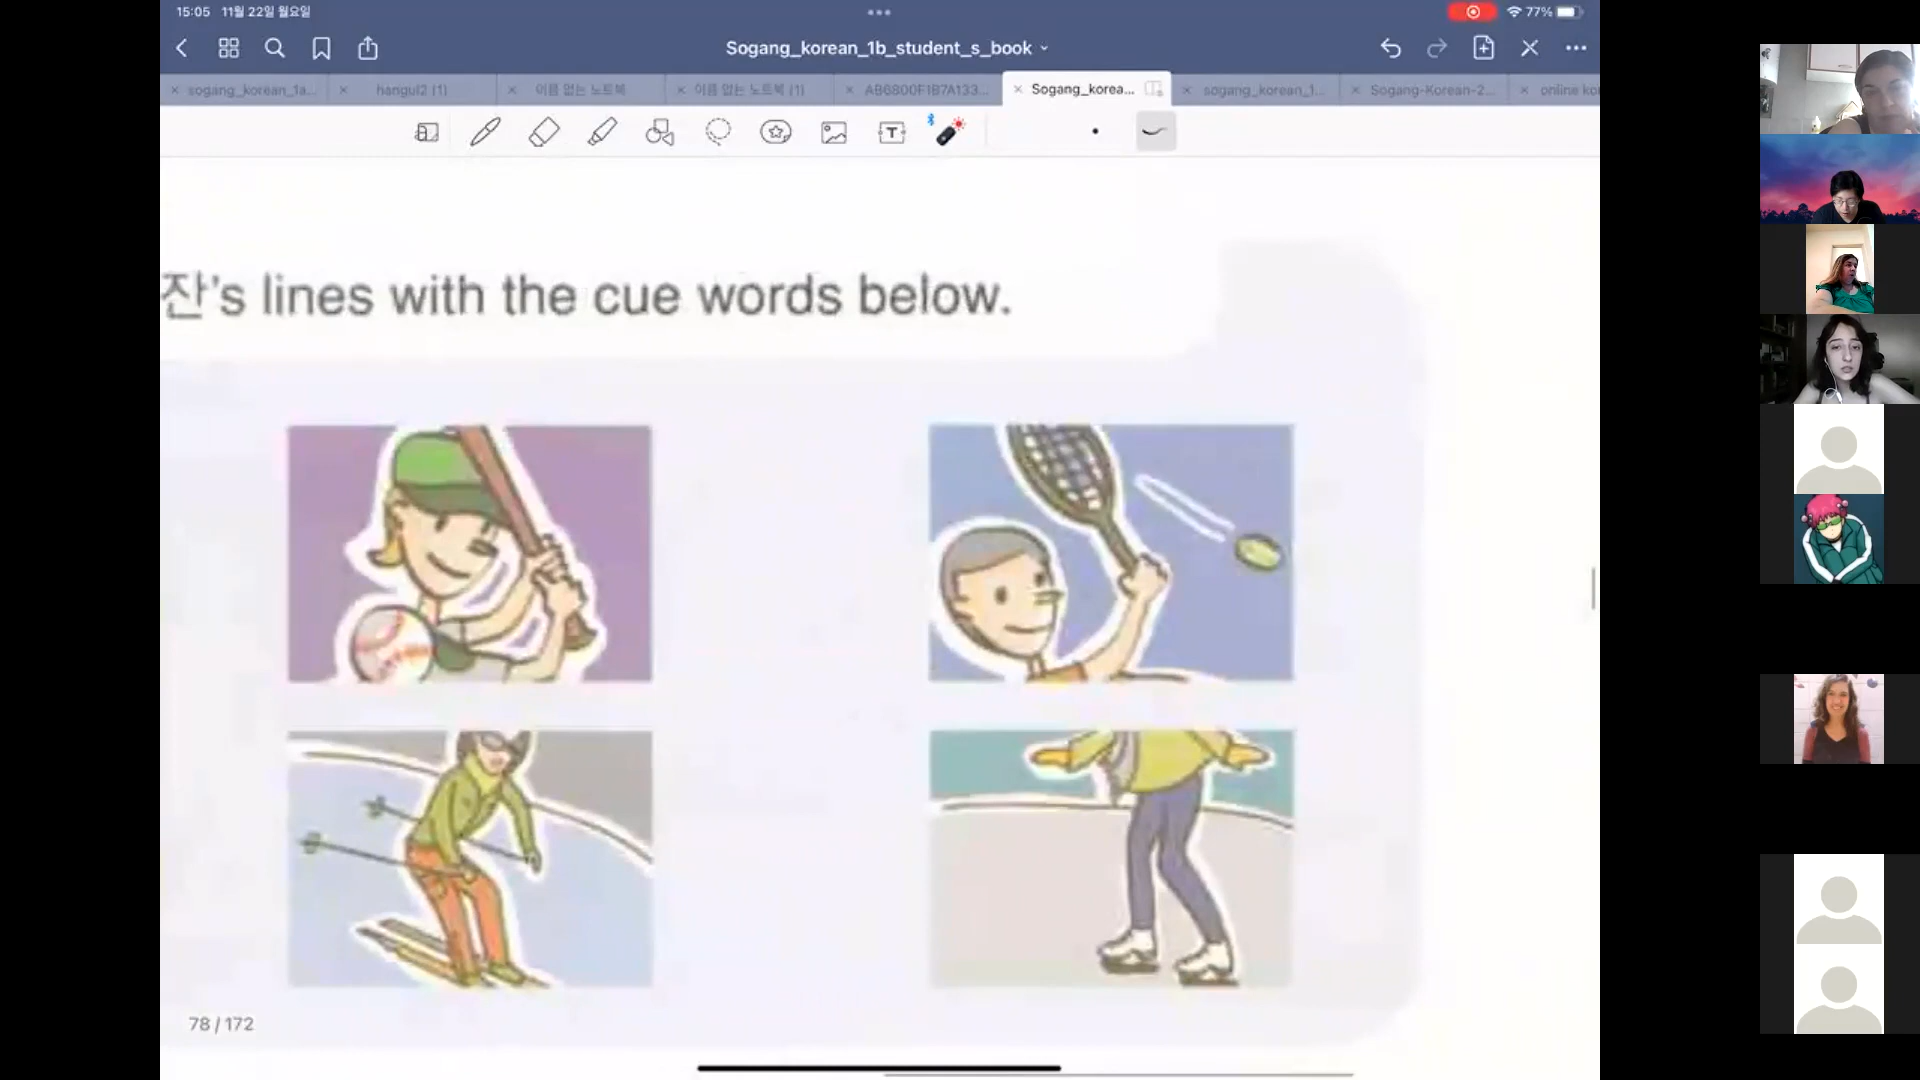 15:05 11월 22일 월요일
77%
Sogang_korean_1b_student_s_book
sogang_korean_1a...
hangul2 (1)
이름 없는 노트북
이름 없는 노트북 (1)
AB6800F1B7A133...
Sogang_korea...
sogang_korean_1...
Sogang-Korean-2...
online ko
T
잔's lines with the cue words below.
78 / 172